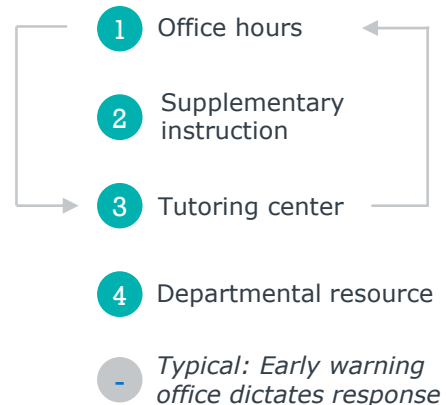 1 Office hours
2 Supplementary
instruction
3 Tutoring center
4 Departmental resource
- Typical: Early warning
office dictates response